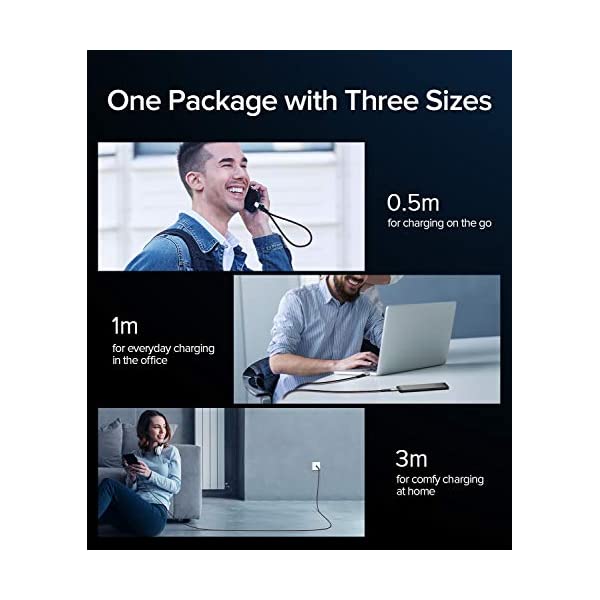 One Package with Three Sizes
0.5m
for charging on the go
1m
for everyday charging
in the office
3m
for comfy charging
at home